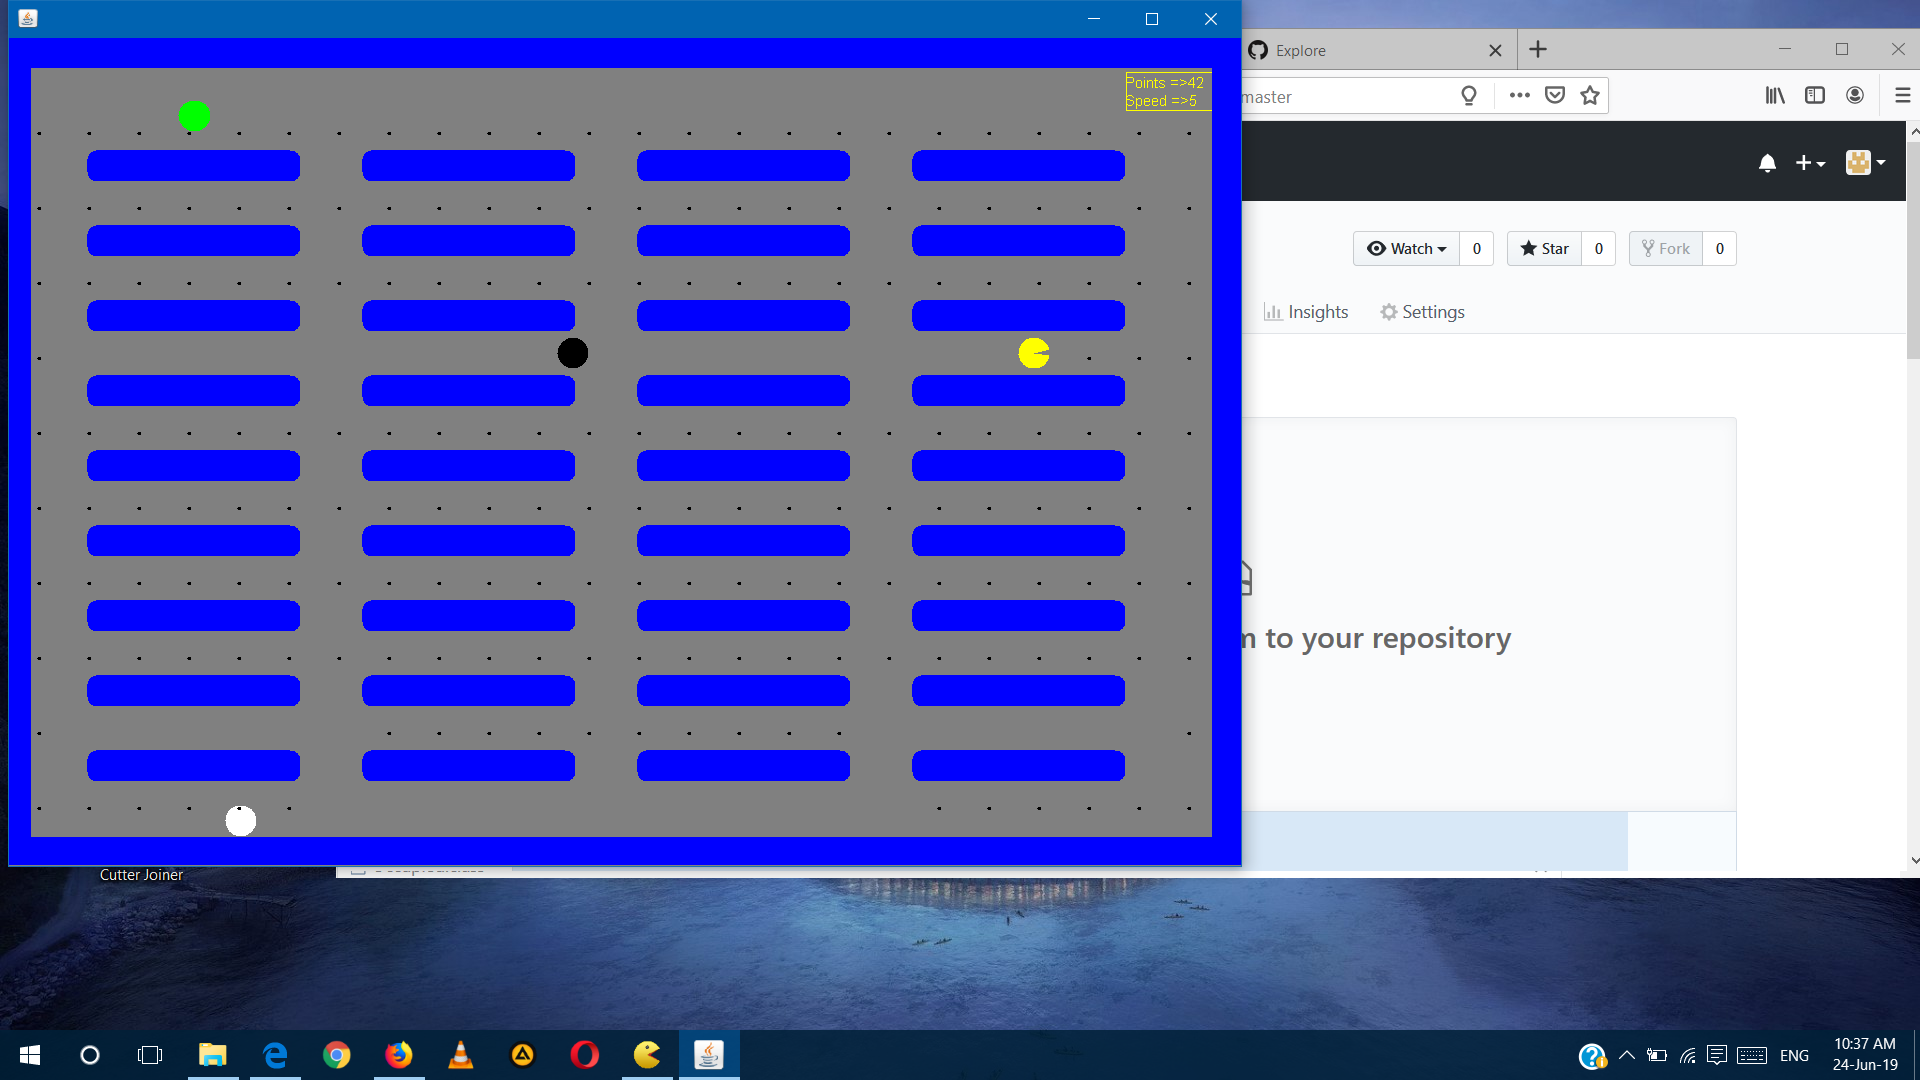 Explore
master
Points =>42
Speed =>5
Watch 0 Star 0 Fork 0
Insights Settings
to your repository
Cutter Joiner
ENG
10:37 AM
24-Jun-19